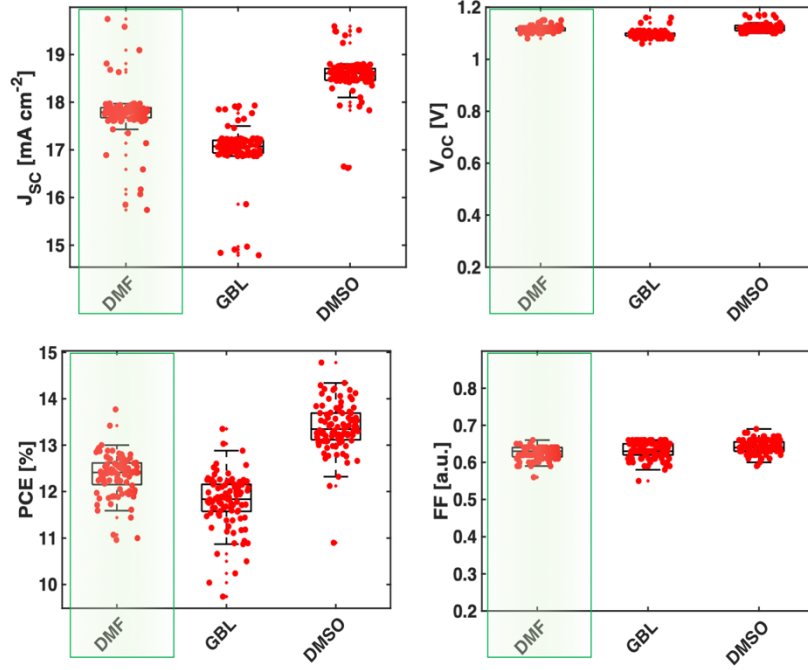 J_SC [mA cm⁻²]
19
18
17
16
15
DMF
GBL
DMSO
V_OC [V]
1.2
1
0.8
0.6
0.4
0.2
DMF
GBL
DMSO
PCE [%]
15
14
13
12
11
10
DMF
GBL
DMSO
FF [a.u.]
0.9
0.8
0.7
0.6
0.5
0.4
0.3
0.2
DMF
GBL
DMSO